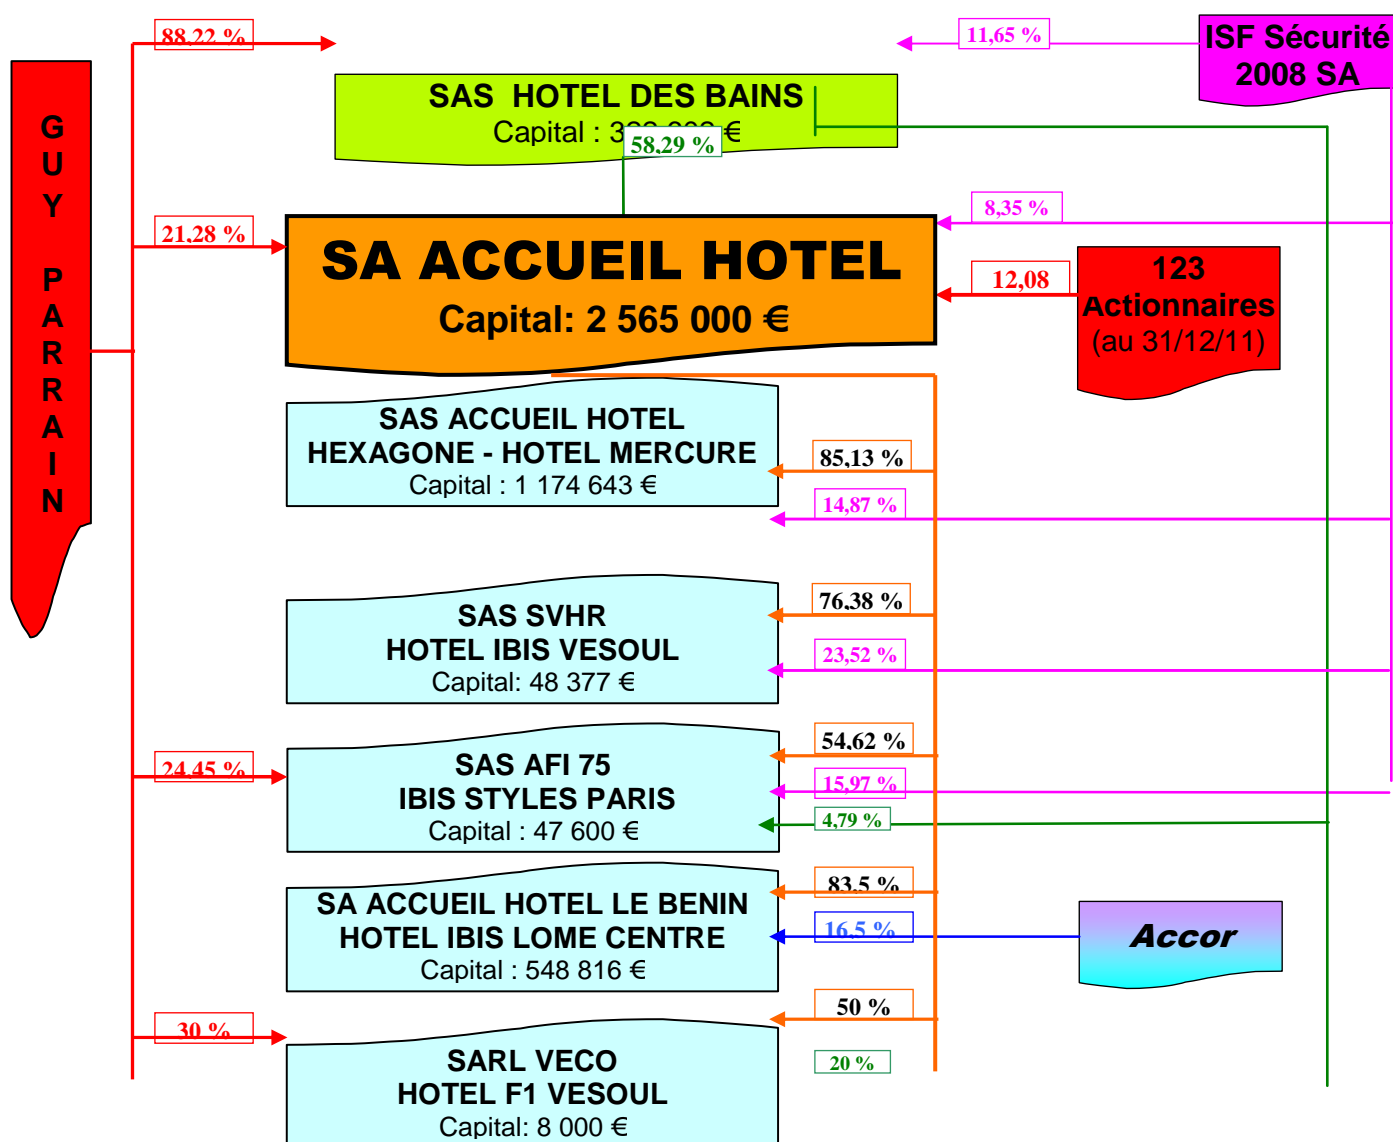 88,22 %
11,65 %
ISF Sécurité
2008 SA
GUY PARRAIN
SAS HOTEL DES BAINS
Capital : €
58,29 %
21,28 %
8,35 %
SA ACCUEIL HOTEL
Capital: 2 565 000 €
12,08
123
Actionnaires
(au 31/12/11)
SAS ACCUEIL HOTEL
HEXAGONE - HOTEL MERCURE
Capital : 1 174 643 €
85,13 %
14,87 %
SAS SVHR
HOTEL IBIS VESOUL
Capital: 48 377 €
76,38 %
23,52 %
24,45 %
SAS AFI 75
IBIS STYLES PARIS
Capital : 47 600 €
54,62 %
15,97 %
4,79 %
SA ACCUEIL HOTEL LE BENIN
HOTEL IBIS LOME CENTRE
Capital : 548 816 €
83,5 %
16,5 %
Accor
30 %
SARL VECO
HOTEL F1 VESOUL
Capital: 8 000 €
50 %
20 %